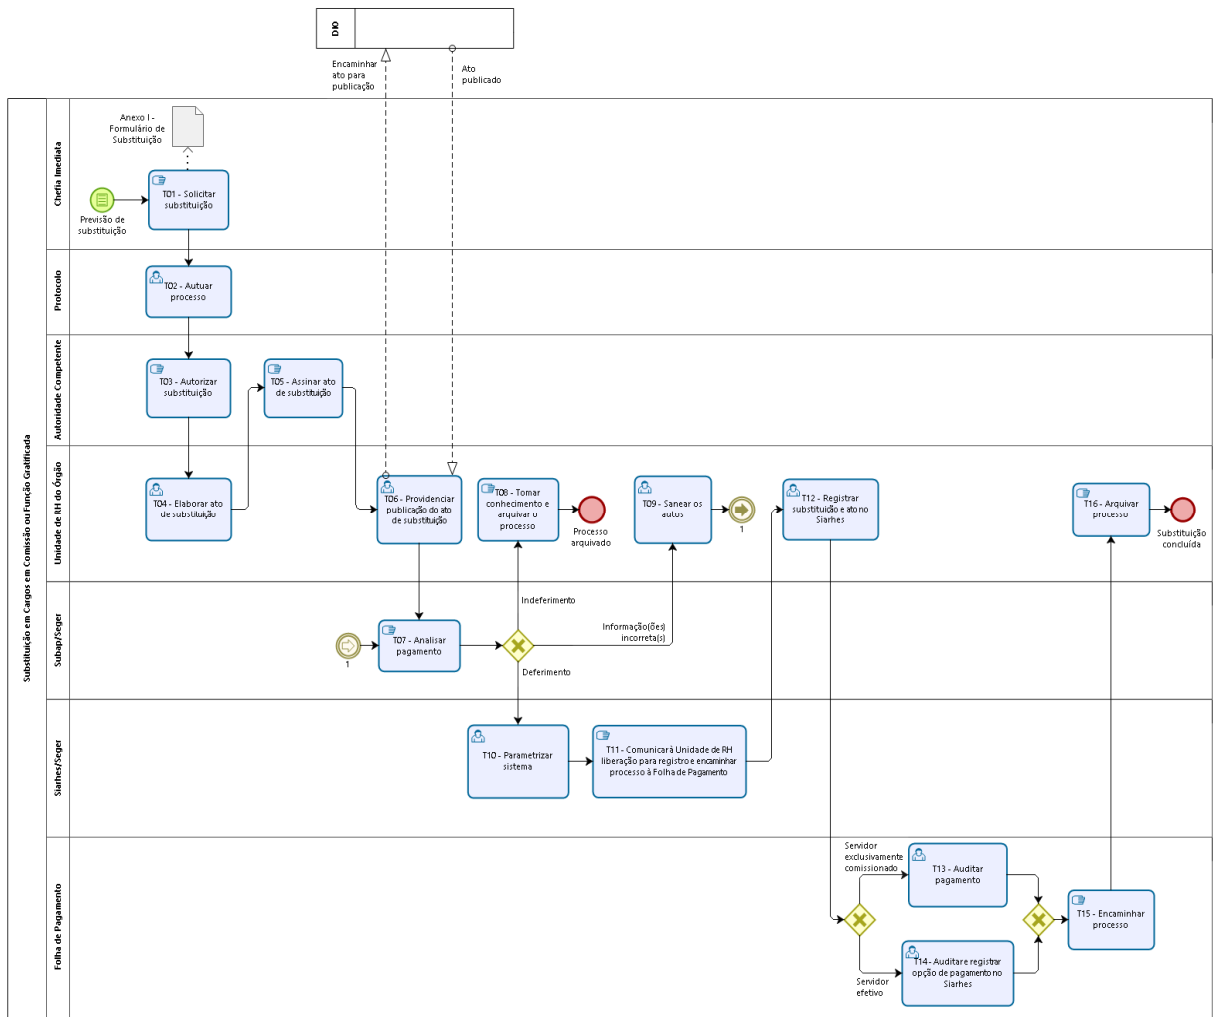 DIO
Encaminhar
ato para
publicação
Ato
publicado
Substituição em Cargos em Comissão ou Função Gratificada
Chefia Imediata
Anexo I -
Formulário de
Substituição
T01 - Solicitar
substituição
Previsão de
substituição
Protocolo
T02 - Autuar
processo
Autoridade Competente
T03 - Autorizar
substituição
T05 - Assinar ato
de substituição
Unidade de RH do Órgão
T04 - Elaborar ato
de substituição
T06 - Providenciar
publicação do ato
de substituição
T08 - Tomar
conhecimento e
arquivar o
processo
Processo
arquivado
T09 - Sanear os
autos
1
T12 - Registrar
substituição e ato no
Siarhes
T16 - Arquivar
processo
Substituição
concluída
Subap/Seger
1
T07 - Analisar
pagamento
Indeferimento
Informação(ões)
incorreta(s)
Deferimento
Siarhes/Seger
T10 - Parametrizar
sistema
T11 - Comunicar à Unidade de RH
liberação para registro e encaminhar
processo à Folha de Pagamento
Folha de Pagamento
Servidor
exclusivamente
comissionado
T13 - Auditar
pagamento
Servidor
efetivo
T14 - Auditar e registrar
opção de pagamento no
Siarhes
T15 - Encaminhar
processo